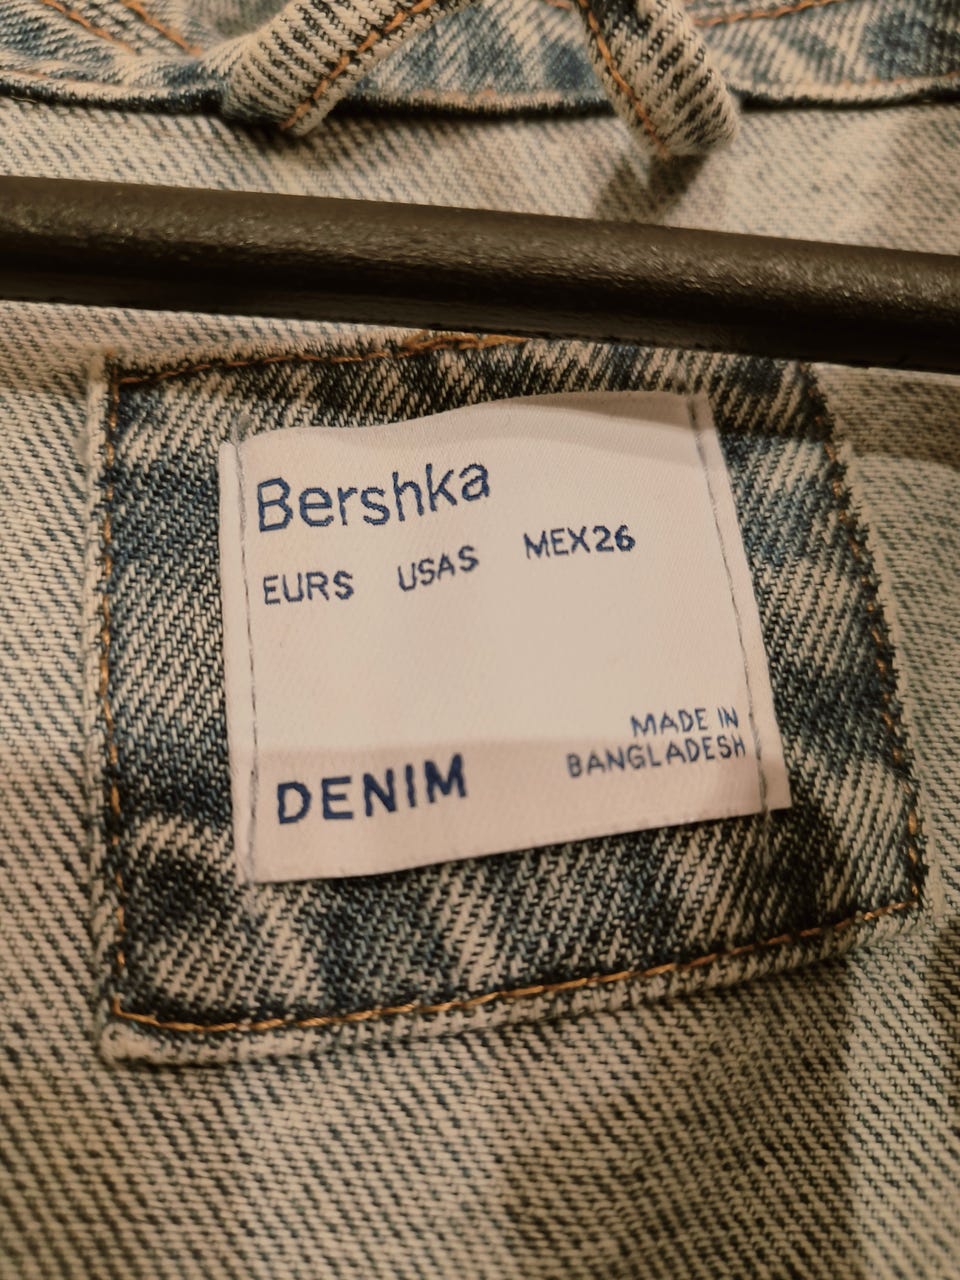 Bershka
EURS USAS MEX26
MADE IN
BANGLADESH
DENIM